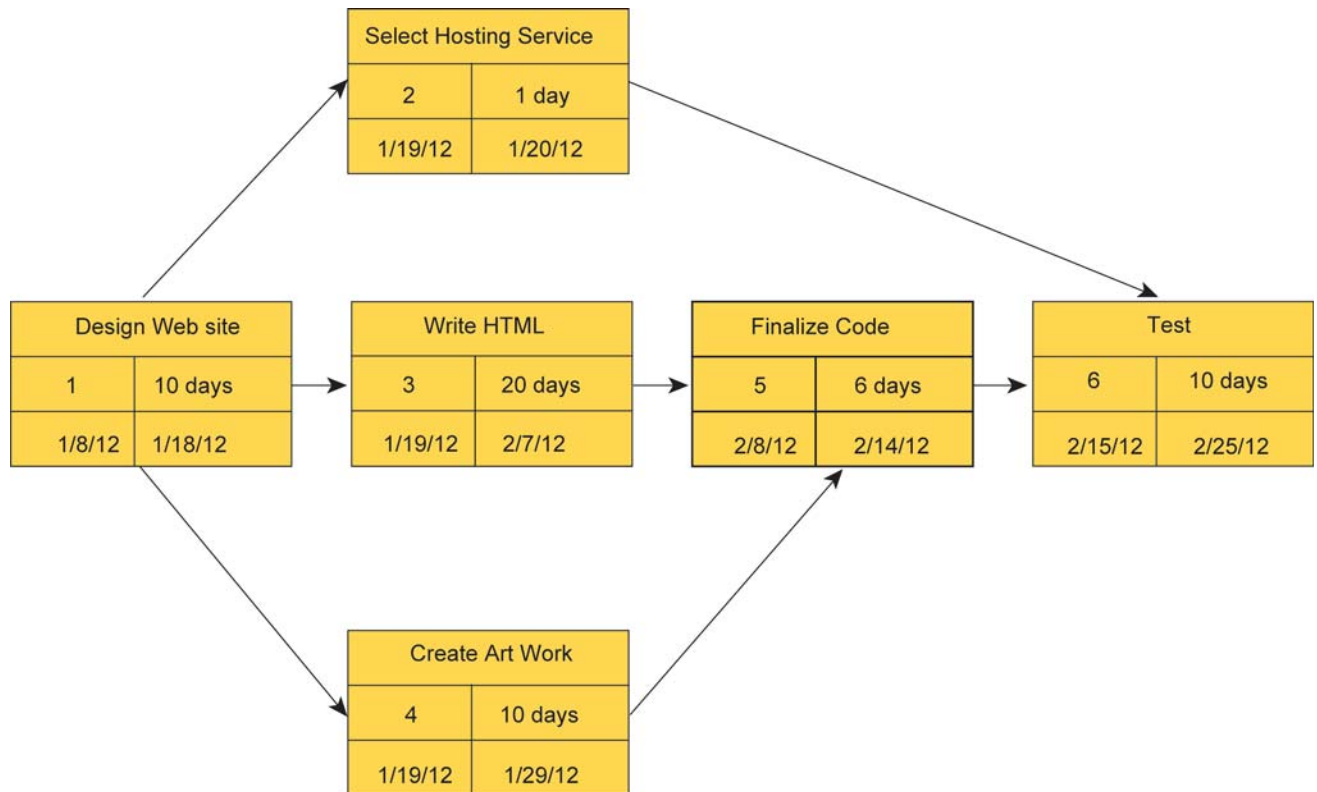 Select Hosting Service
2 1 day
1/19/12 1/20/12
Design Web site
1 10 days
1/8/12 1/18/12
Write HTML
3 20 days
1/19/12 2/7/12
Finalize Code
5 6 days
2/8/12 2/14/12
Test
6 10 days
2/15/12 2/25/12
Create Art Work
4 10 days
1/19/12 1/29/12